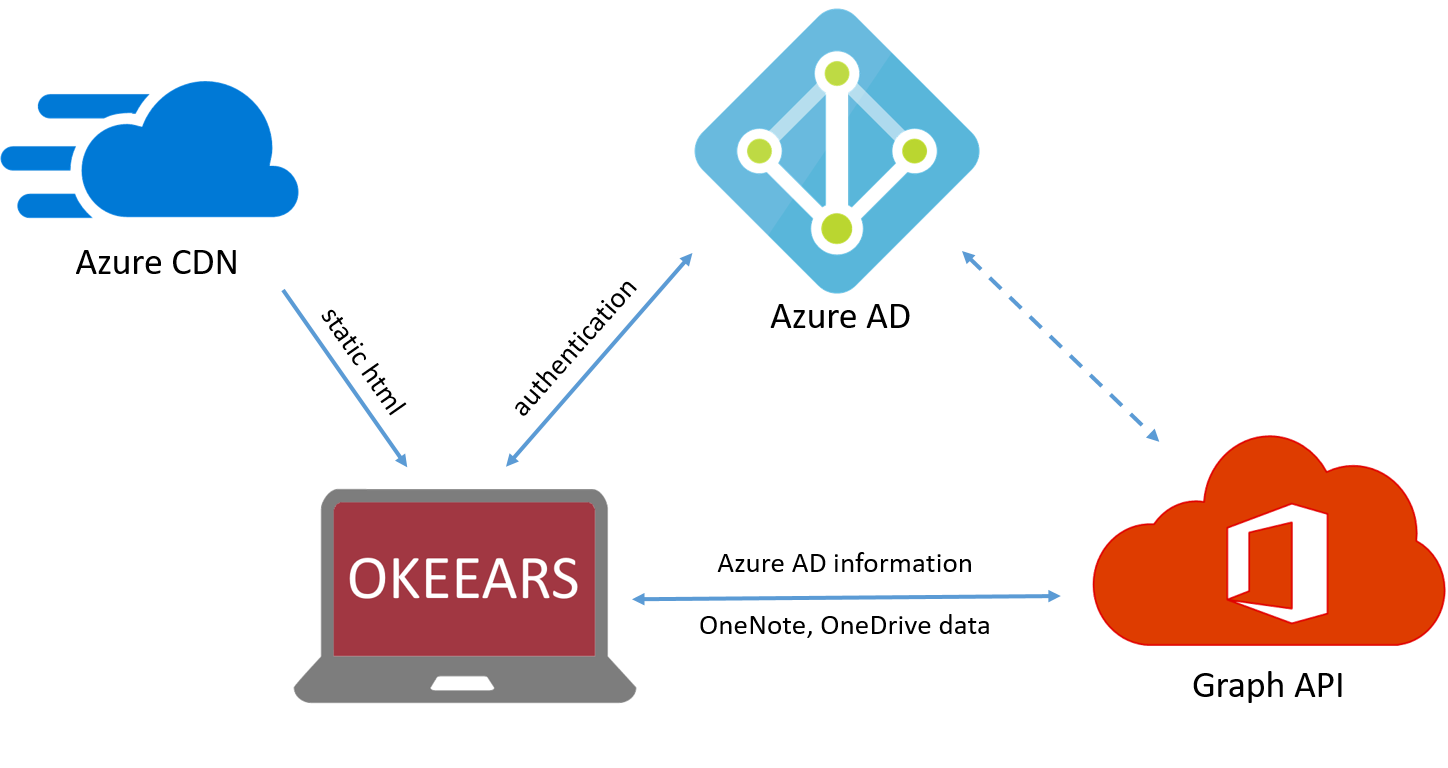 Azure CDN
Azure AD
static html
authentication
OKEEARS
Azure AD information
OneNote, OneDrive data
Graph API